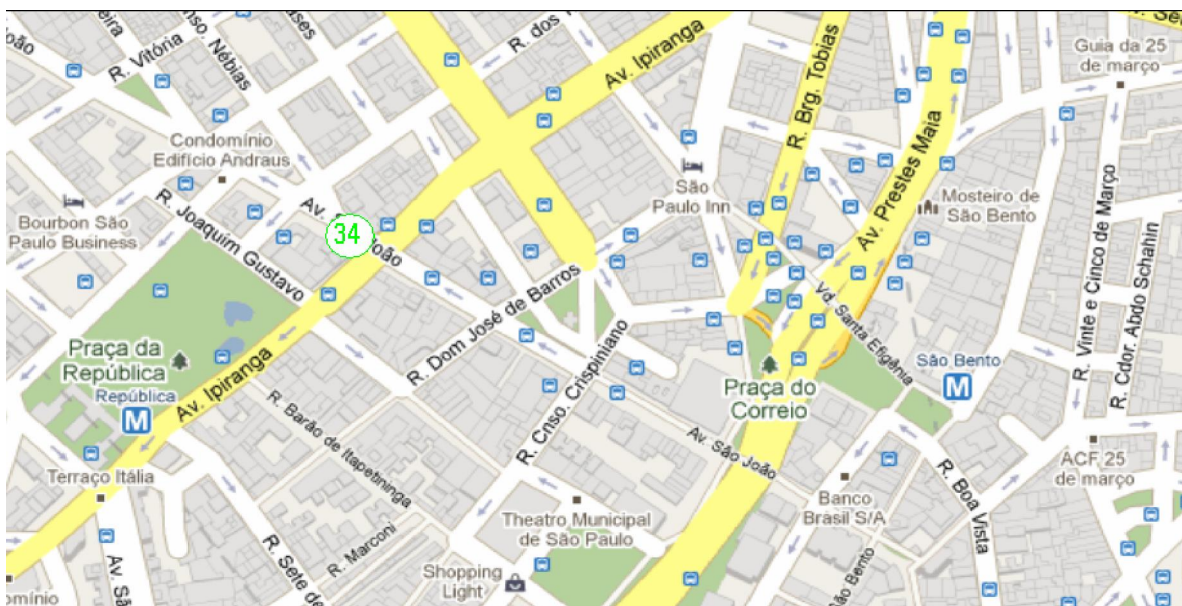 R. Vitória
R. dos
Av. Ipiranga
R. Brg. Tobias
Av. Prestes Maia
Guia da 25
de março
Condomínio
Edifício Andraus
Bourbon São
Paulo Business
R. Joaquim Gustavo
34
São
Paulo Inn
Mosteiro de
São Bento
R. Vinte e Cinco de Março
R. Cdor. Abdo Schahin
R. Dom José de Barros
Vd. Santa Efigênia
São Bento
M
Praça da
República
República
M
Av. Ipiranga
R. Cnso. Crispiniano
Praça do
Correio
R. Barão de Itapetininga
Av. São João
Terraço Itália
Banco
Brasil S/A
R. Boa Vista
ACF 25
de março
Theatro Municipal
de São Paulo
R. Marconi
R. Sete de
Shopping
Light
São Bento